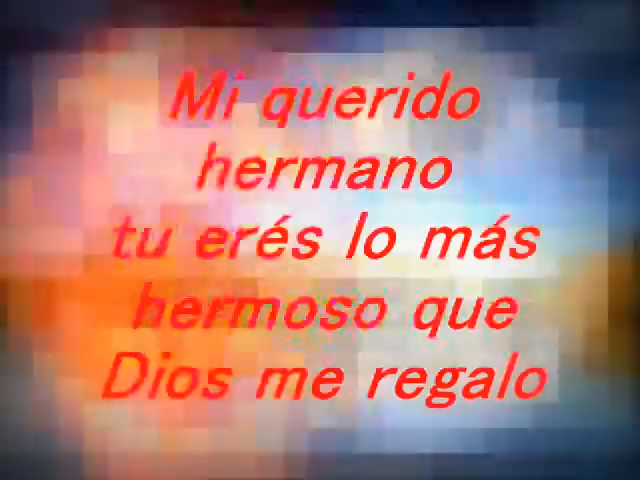 Mi querido
hermano
tu erés lo más
hermoso que
Dios me regalo